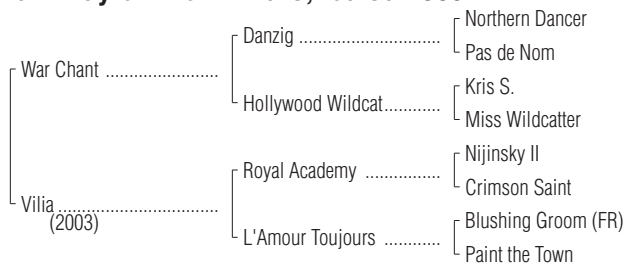 Northern Dancer
Danzig ..............................
Pas de Nom
War Chant ........................
Kris S.
Hollywood Wildcat............
Miss Wildcatter
Nijinsky II
Royal Academy ................
Crimson Saint
Vilia ..................................
(2003)
Blushing Groom (FR)
L'Amour Toujours ............
Paint the Town